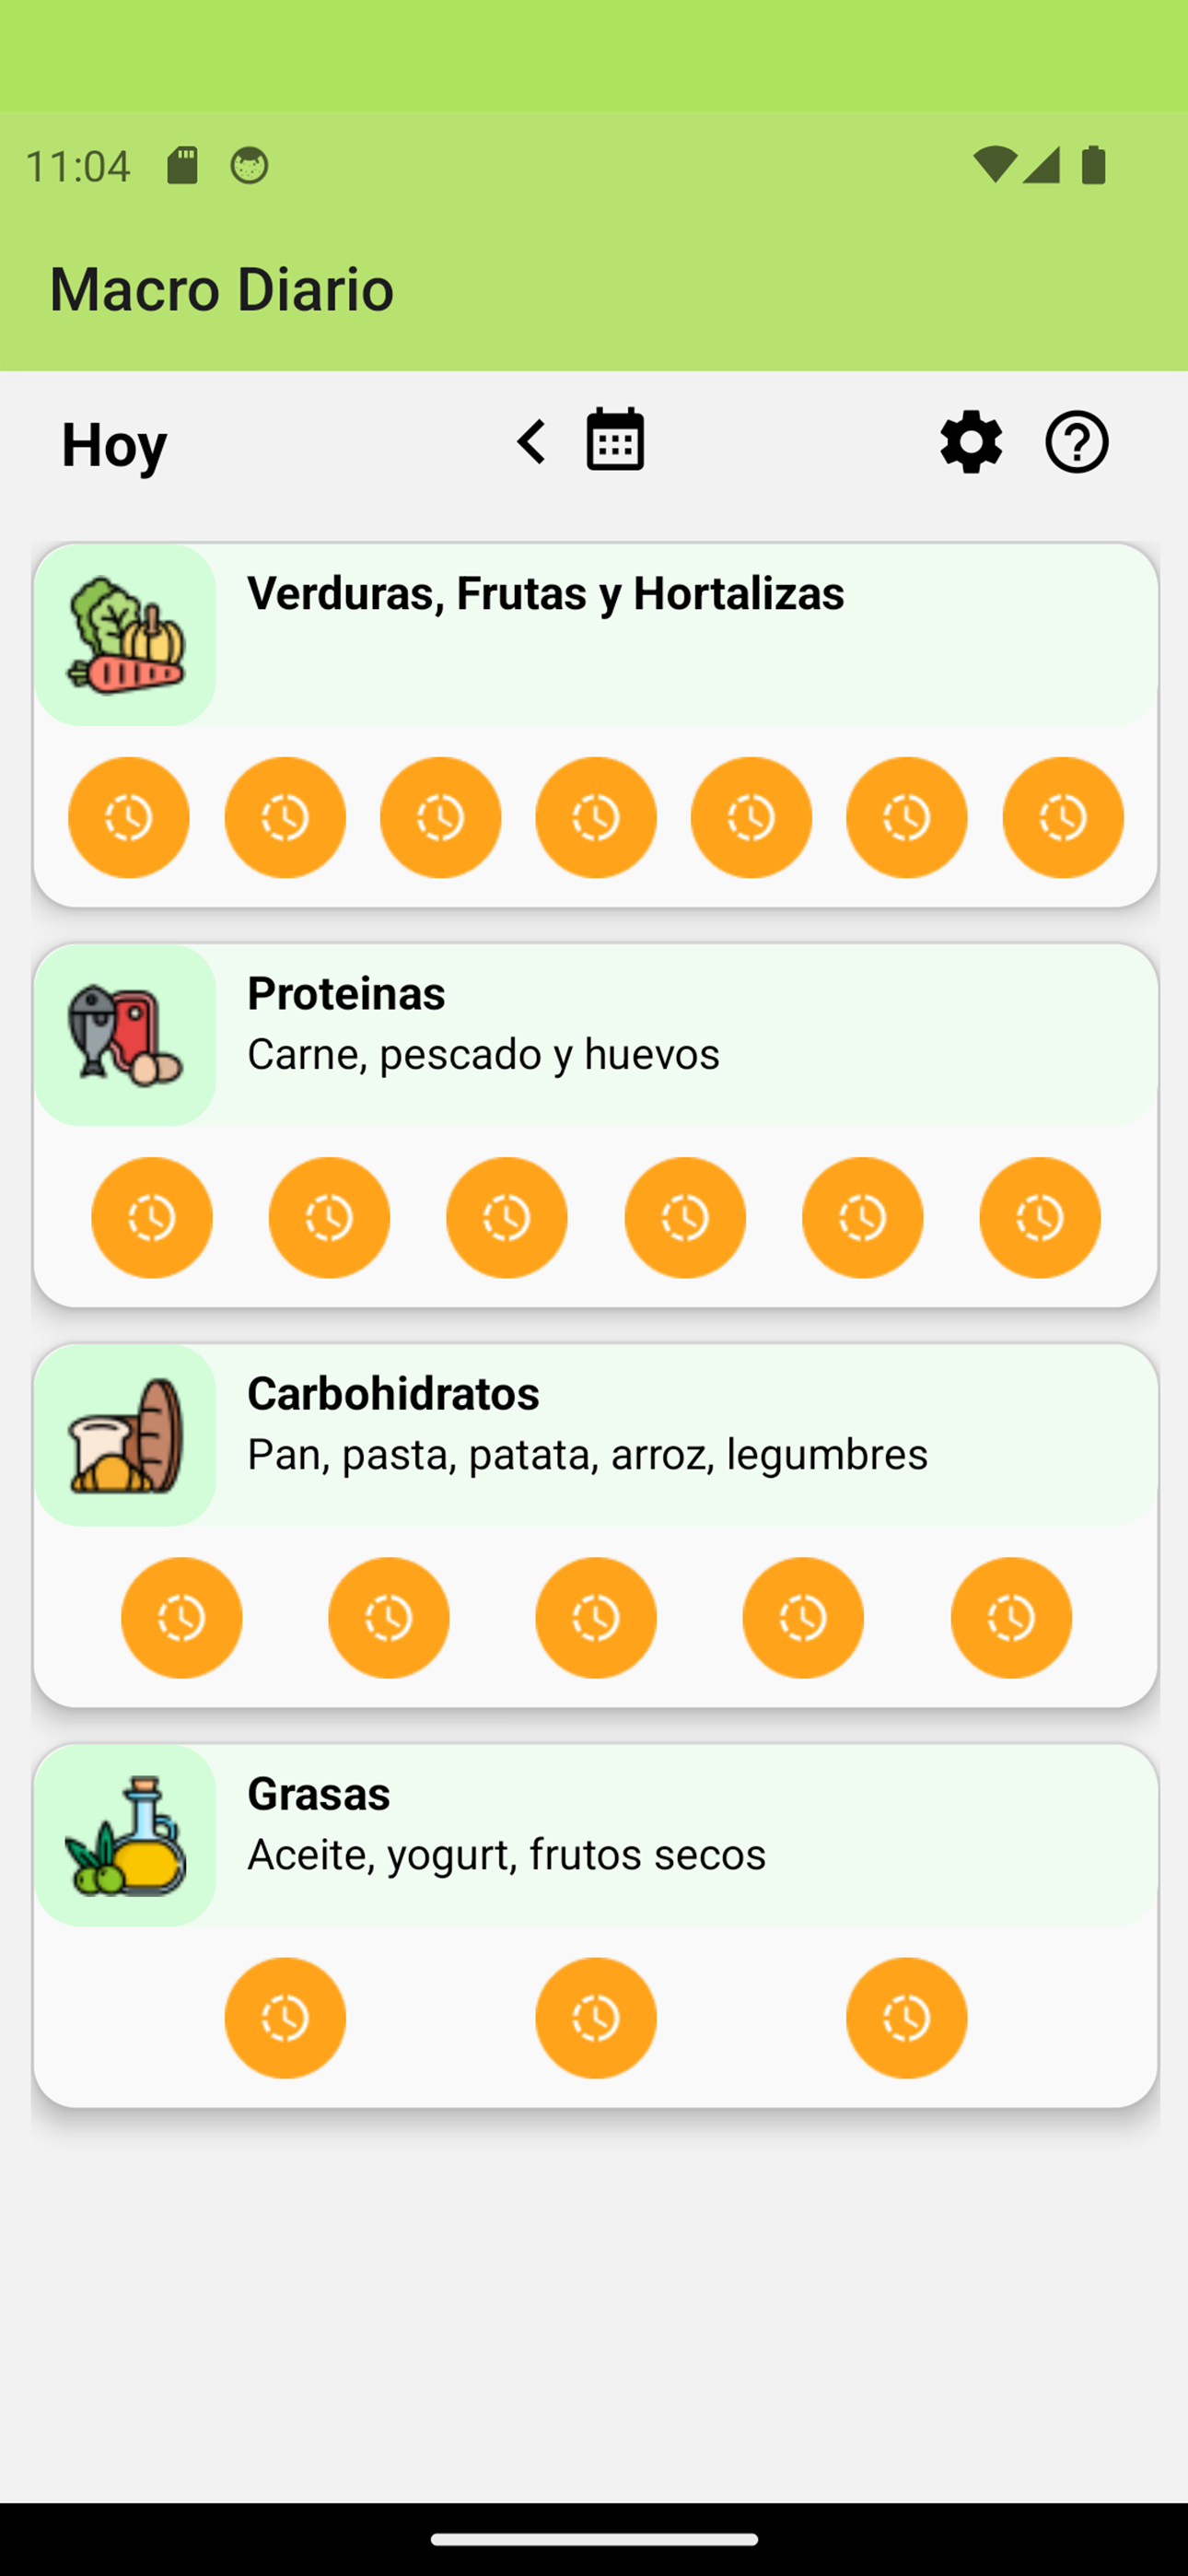 11:04
Macro Diario
Hoy
Verduras, Frutas y Hortalizas
Proteinas
Carne, pescado y huevos
Carbohidratos
Pan, pasta, patata, arroz, legumbres
Grasas
Aceite, yogurt, frutos secos